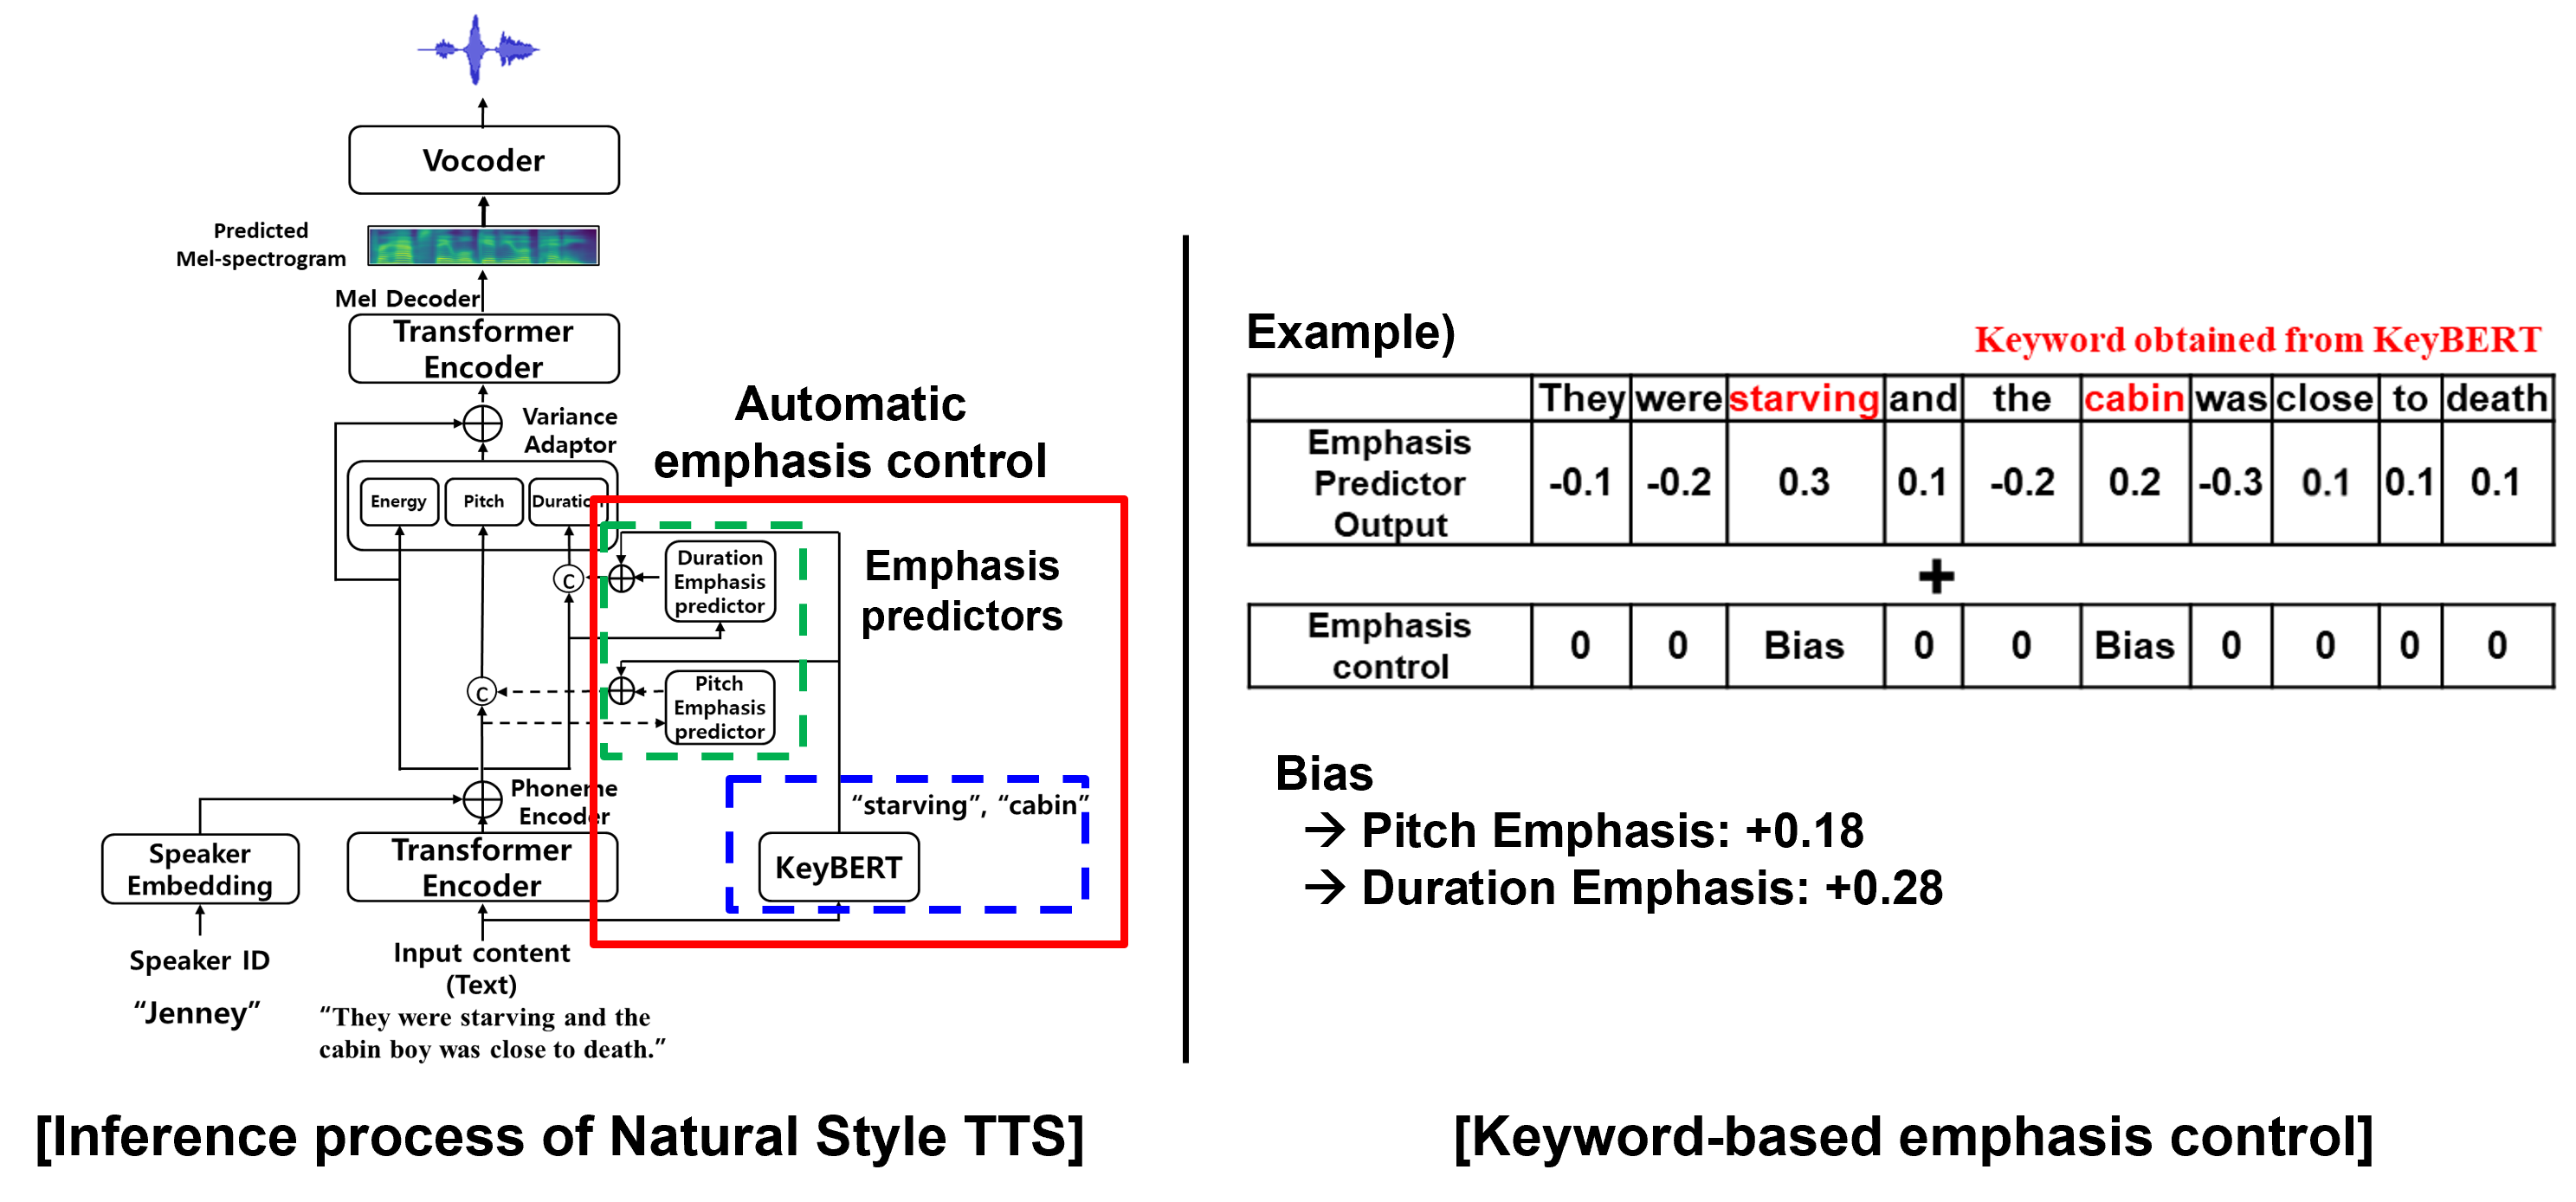 Vocoder
Predicted
Mel-spectrogram
Mel Decoder
Transformer
Encoder
Variance
Adaptor
Energy
Pitch
Duration
Automatic
emphasis control
Duration
Emphasis
predictor
C
Emphasis
predictors
Pitch
Emphasis
predictor
C
Phoneme
Encoder
"starving", "cabin"
Speaker
Embedding
Transformer
Encoder
KeyBERT
Speaker ID
"Jenney"
Input content
(Text)
"They were starving and the
cabin boy was close to death."
[Inference process of Natural Style TTS]
Example)
Keyword obtained from KeyBERT
They were starving and the cabin was close to death
Emphasis
Predictor
Output
-0.1 -0.2 0.3 0.1 -0.2 0.2 -0.3 0.1 0.1 0.1
+
Emphasis
control
0 0 Bias 0 0 Bias 0 0 0 0
Bias
→ Pitch Emphasis: +0.18
→ Duration Emphasis: +0.28
[Keyword-based emphasis control]